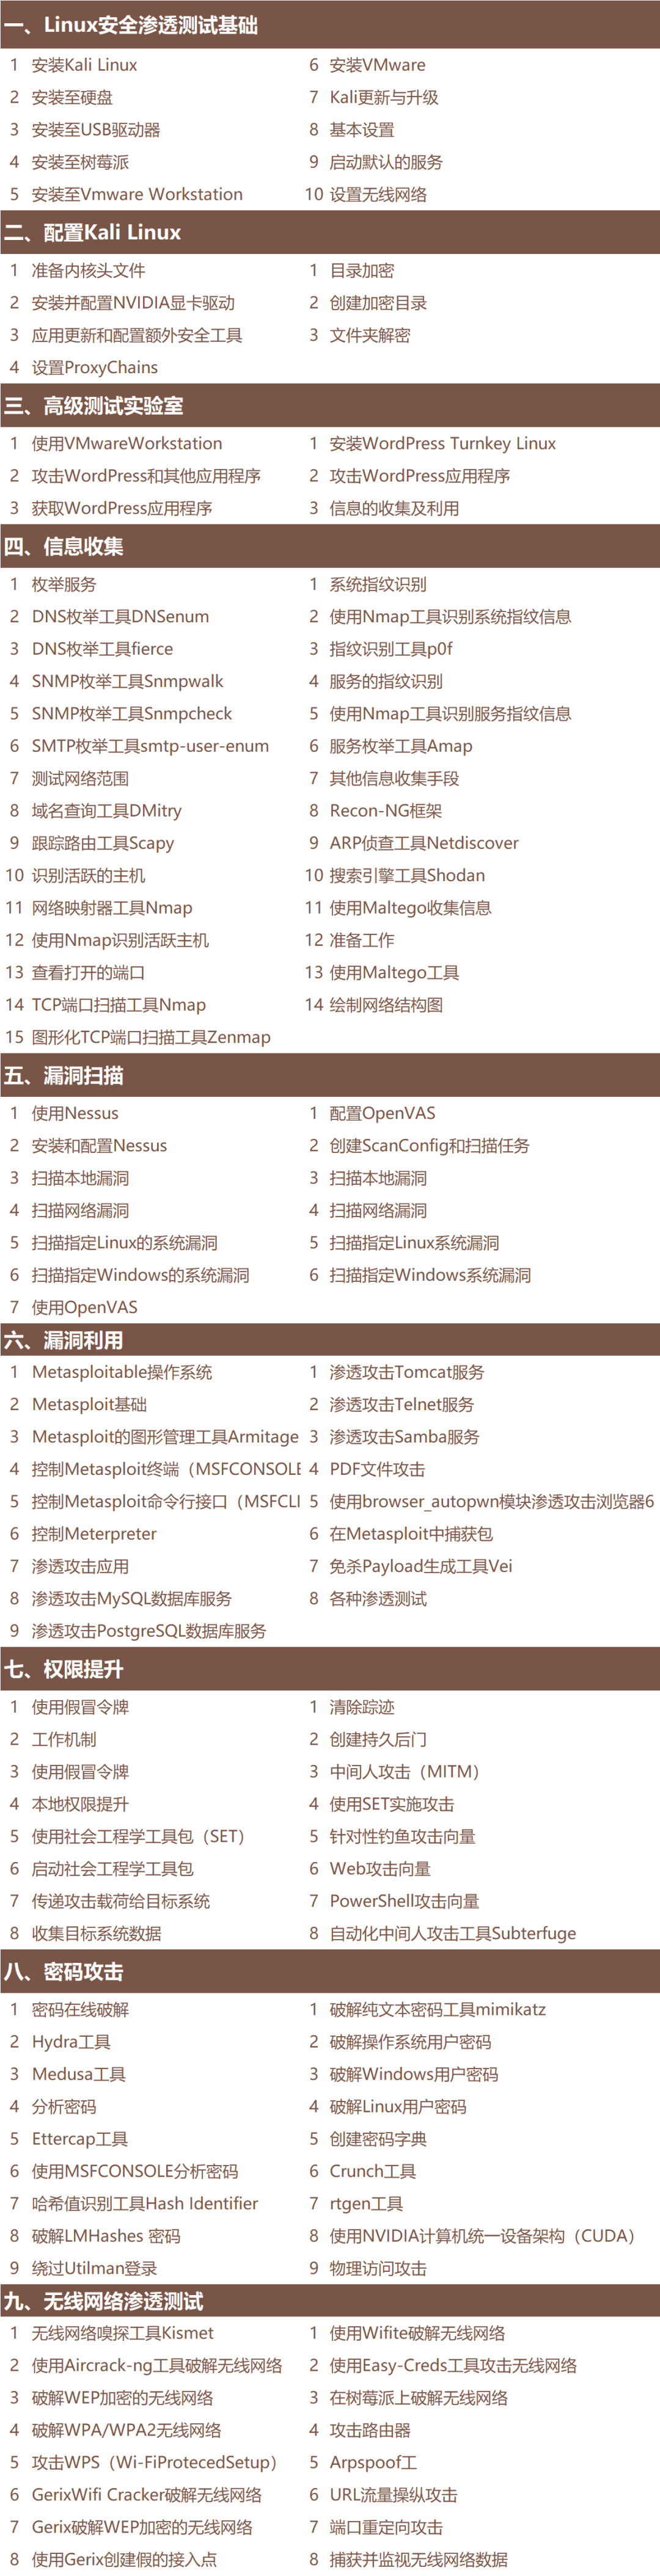 一、Linux安全渗透测试基础
1 安装Kali Linux
2 安装至硬盘
3 安装至USB驱动器
4 安装至树莓派
5 安装至Vmware Workstation
6 安装VMware
7 Kali更新与升级
8 基本设置
9 启动默认的服务
10 设置无线网络
二、配置Kali Linux
1 准备内核头文件
2 安装并配置NVIDIA显卡驱动
3 应用更新和配置额外安全工具
4 设置ProxyChains
1 目录加密
2 创建加密目录
3 文件夹解密
三、高级测试实验室
1 使用VMwareWorkstation
2 攻击WordPress和其他应用程序
3 获取WordPress应用程序
1 安装WordPress Turnkey Linux
2 攻击WordPress应用程序
3 信息的收集及利用
四、信息收集
1 枚举服务
2 DNS枚举工具DNSenum
3 DNS枚举工具fierce
4 SNMP枚举工具Snmpwalk
5 SNMP枚举工具Snmpcheck
6 SMTP枚举工具smtp-user-enum
7 测试网络范围
8 域名查询工具DMitry
9 跟踪路由工具Scapy
10 识别活跃的主机
11 网络映射器工具Nmap
12 使用Nmap识别活跃主机
13 查看打开的端口
14 TCP端口扫描工具Nmap
15 图形化TCP端口扫描工具Zenmap
1 系统指纹识别
2 使用Nmap工具识别系统指纹信息
3 指纹识别工具p0f
4 服务的指纹识别
5 使用Nmap工具识别服务指纹信息
6 服务枚举工具Amap
7 其他信息收集手段
8 Recon-NG框架
9 ARP侦查工具Netdiscover
10 搜索引擎工具Shodan
11 使用Maltego收集信息
12 准备工作
13 使用Maltego工具
14 绘制网络结构图
五、漏洞扫描
1 使用Nessus
2 安装和配置Nessus
3 扫描本地漏洞
4 扫描网络漏洞
5 扫描指定Linux的系统漏洞
6 扫描指定Windows的系统漏洞
7 使用OpenVAS
1 配置OpenVAS
2 创建ScanConfig和扫描任务
3 扫描本地漏洞
4 扫描网络漏洞
5 扫描指定Linux系统漏洞
6 扫描指定Windows系统漏洞
六、漏洞利用
1 Metasploitable操作系统
2 Metasploit基础
3 Metasploit的图形管理工具Armitage
4 控制Metasploit终端（MSFCONSOLE
5 控制Metasploit命令行接口（MSFCLI
6 控制Meterpreter
7 渗透攻击应用
8 渗透攻击MySQL数据库服务
9 渗透攻击PostgreSQL数据库服务
1 渗透攻击Tomcat服务
2 渗透攻击Telnet服务
3 渗透攻击Samba服务
4 PDF文件攻击
5 使用browser_autopwn模块渗透攻击浏览器6
6 在Metasploit中捕获包
7 免杀Payload生成工具Vei
8 各种渗透测试
七、权限提升
1 使用假冒令牌
2 工作机制
3 使用假冒令牌
4 本地权限提升
5 使用社会工程学工具包（SET）
6 启动社会工程学工具包
7 传递攻击载荷给目标系统
8 收集目标系统数据
1 清除踪迹
2 创建持久后门
3 中间人攻击（MITM）
4 使用SET实施攻击
5 针对性钓鱼攻击向量
6 Web攻击向量
7 PowerShell攻击向量
8 自动化中间人攻击工具Subterfuge
八、密码攻击
1 密码在线破解
2 Hydra工具
3 Medusa工具
4 分析密码
5 Ettercap工具
6 使用MSFCONSOLE分析密码
7 哈希值识别工具Hash Identifier
8 破解LMHashes 密码
9 绕过Utilman登录
1 破解纯文本密码工具mimikatz
2 破解操作系统用户密码
3 破解Windows用户密码
4 破解Linux用户密码
5 创建密码字典
6 Crunch工具
7 rtgen工具
8 使用NVIDIA计算机统一设备架构（CUDA）
9 物理访问攻击
九、无线网络渗透测试
1 无线网络嗅探工具Kismet
2 使用Aircrack-ng工具破解无线网络
3 破解WEP加密的无线网络
4 破解WPA/WPA2无线网络
5 攻击WPS（Wi-FiProtecedSetup）
6 GerixWifi Cracker破解无线网络
7 Gerix破解WEP加密的无线网络
8 使用Gerix创建假的接入点
1 使用Wifite破解无线网络
2 使用Easy-Creds工具攻击无线网络
3 在树莓派上破解无线网络
4 攻击路由器
5 Arpspoof工
6 URL流量操纵攻击
7 端口重定向攻击
8 捕获并监视无线网络数据